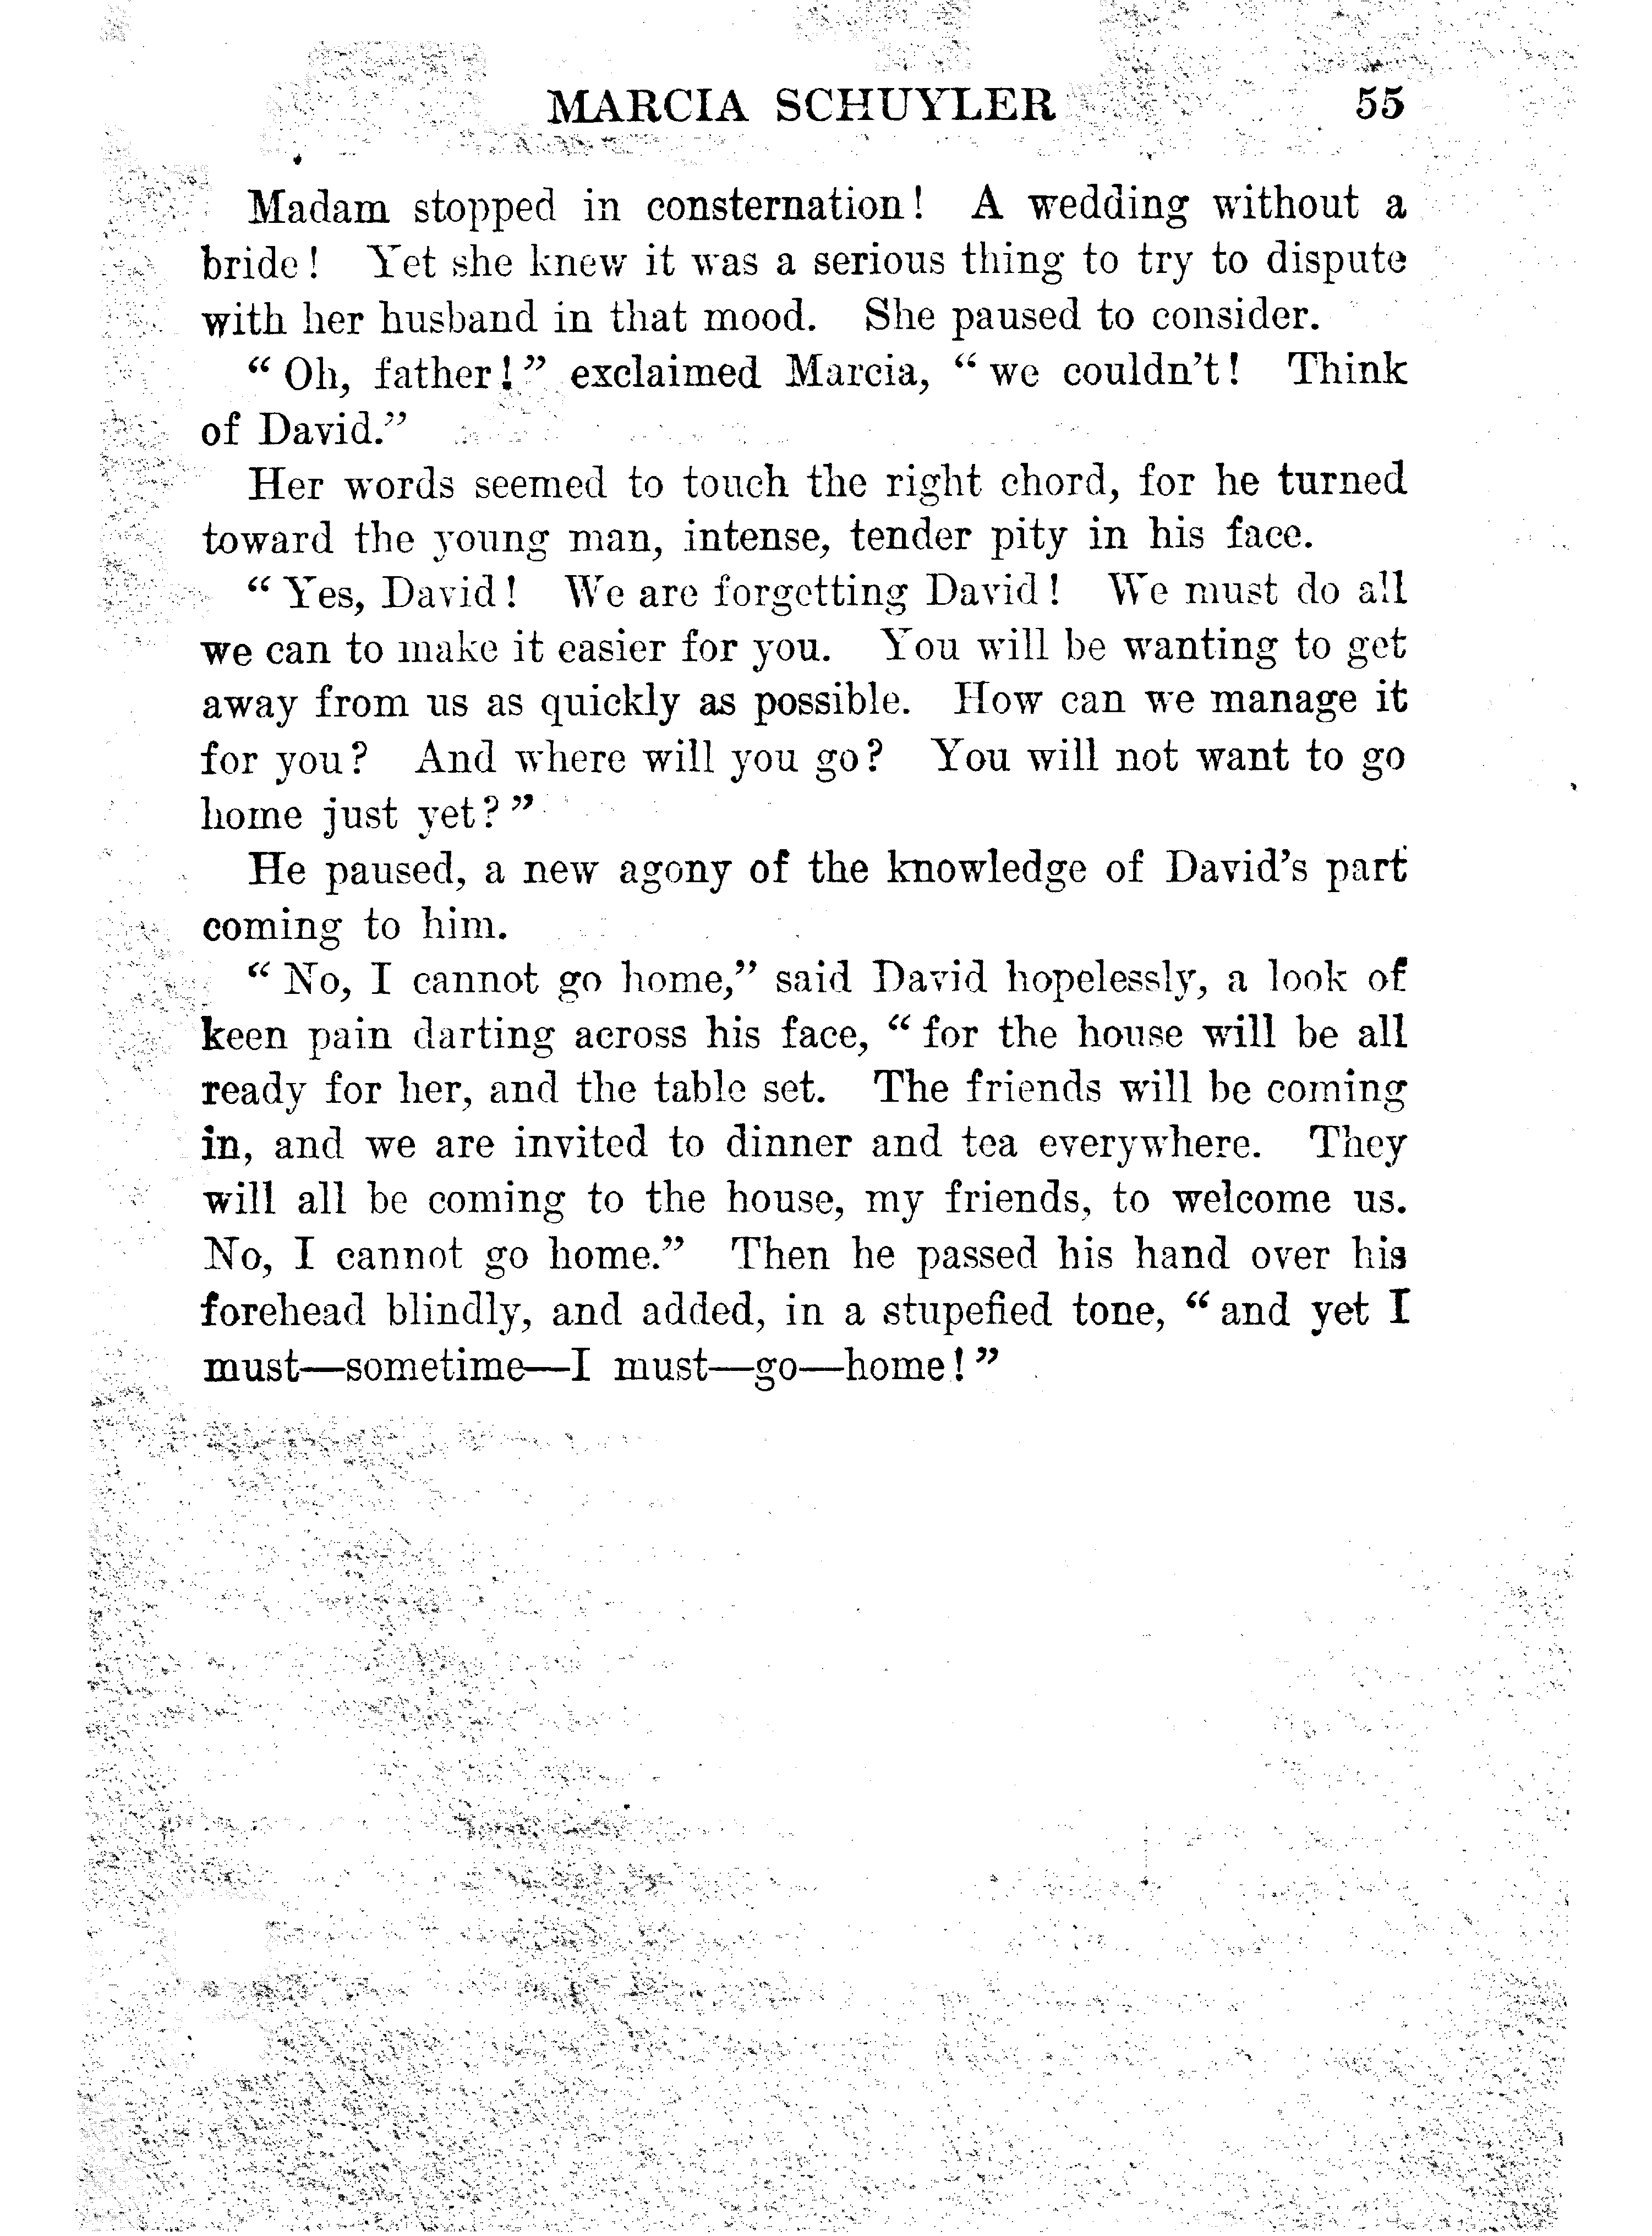 MARCIA SCHUYLER 55
Madam stopped in consternation! A wedding without a
bride! Yet she knew it was a serious thing to try to dispute
with her husband in that mood. She paused to consider.
“Oh, father!” exclaimed Marcia, “we couldn’t! Think
of David.”
Her words seemed to touch the right chord, for he turned
toward the young man, intense, tender pity in his face.
“Yes, David! We are forgetting David! We must do all
we can to make it easier for you. You will be wanting to get
away from us as quickly as possible. How can we manage it
for you? And where will you go? You will not want to go
home just yet?”
He paused, a new agony of the knowledge of David’s part
coming to him.
“No, I cannot go home,” said David hopelessly, a look of
keen pain darting across his face, “for the house will be all
ready for her, and the table set. The friends will be coming
in, and we are invited to dinner and tea everywhere. They
will all be coming to the house, my friends, to welcome us.
No, I cannot go home.” Then he passed his hand over his
forehead blindly, and added, in a stupefied tone, “and yet I
must—sometime—I must—go—home!”